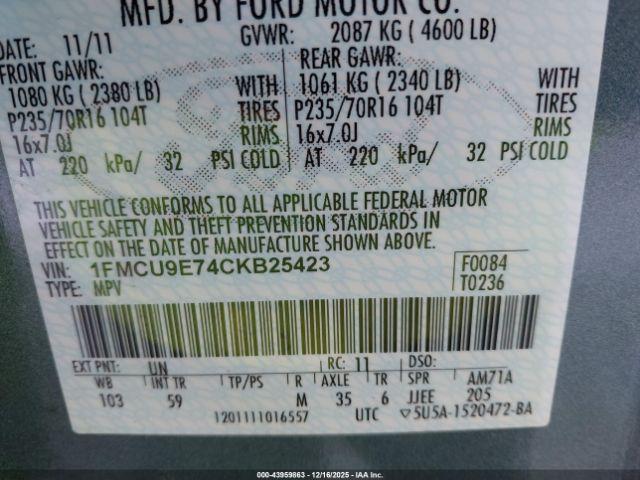 MFD. BY FORD MOTOR CO.
DATE: 11/11 GVWR: 2087 KG ( 4600 LB)
FRONT GAWR: REAR GAWR:
1080 KG ( 2380 LB) WITH 1061 KG ( 2340 LB) WITH
P235/70R16 104T TIRES P235/70R16 104T TIRES
16x7.0J RIMS 16x7.0J RIMS
AT 220 kPa/ 32 PSI COLD AT 220 kPa/ 32 PSI COLD
THIS VEHICLE CONFORMS TO ALL APPLICABLE FEDERAL MOTOR
VEHICLE SAFETY AND THEFT PREVENTION STANDARDS IN
EFFECT ON THE DATE OF MANUFACTURE SHOWN ABOVE.
VIN: 1FMCU9E74CKB25423 F0084
TYPE: MPV T0236
EXT PNT: UN RC: 11 DSO:
WB INT TR TP/PS R AXLE TR SPR AM71A
103 59 M 35 6 JJEE 205
1201111016557 UTC ▽5U5A-1520472-BA
000-43959863 | 12/16/2025 - IAA Inc.